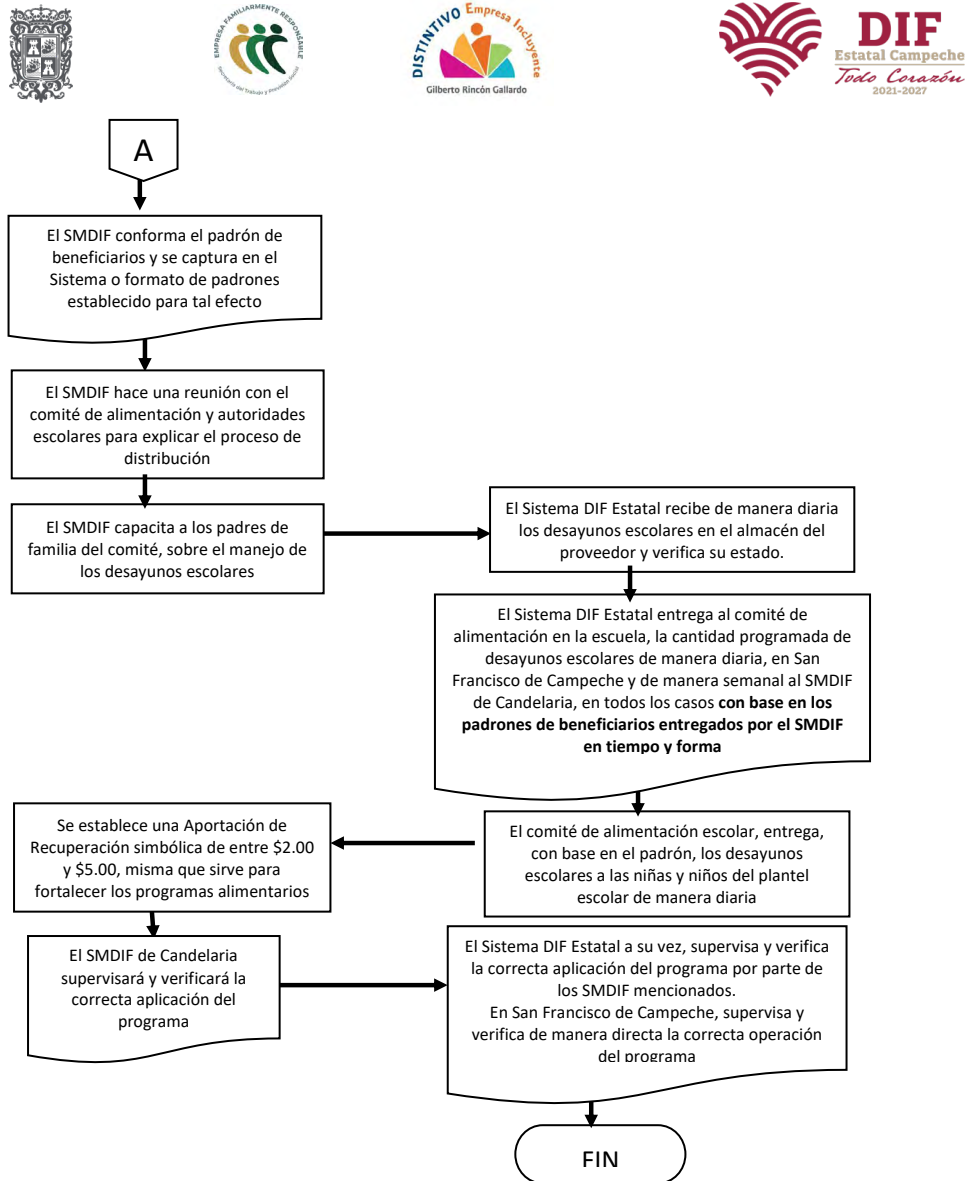 EMPRESA FAMILIARMENTE RESPONSABLE
Secretaría del Trabajo y Previsión Social
DISTINTIVO Empresa Incluyente
Gilberto Rincón Gallardo
DIF
Estatal Campeche
Todo Corazón
2021-2027
A
El SMDIF conforma el padrón de
beneficiarios y se captura en el
Sistema o formato de padrones
establecido para tal efecto
El SMDIF hace una reunión con el
comité de alimentación y autoridades
escolares para explicar el proceso de
distribución
El SMDIF capacita a los padres de
familia del comité, sobre el manejo de
los desayunos escolares
El Sistema DIF Estatal recibe de manera diaria
los desayunos escolares en el almacén del
proveedor y verifica su estado.
El Sistema DIF Estatal entrega al comité de
alimentación en la escuela, la cantidad programada de
desayunos escolares de manera diaria, en San
Francisco de Campeche y de manera semanal al SMDIF
de Candelaria, en todos los casos con base en los
padrones de beneficiarios entregados por el SMDIF
en tiempo y forma
El comité de alimentación escolar, entrega,
con base en el padrón, los desayunos
escolares a las niñas y niños del plantel
escolar de manera diaria
Se establece una Aportación de
Recuperación simbólica de entre $2.00
y $5.00, misma que sirve para
fortalecer los programas alimentarios
El SMDIF de Candelaria
supervisará y verificará la
correcta aplicación del
programa
El Sistema DIF Estatal a su vez, supervisa y verifica
la correcta aplicación del programa por parte de
los SMDIF mencionados.
En San Francisco de Campeche, supervisa y
verifica de manera directa la correcta operación
del programa
FIN